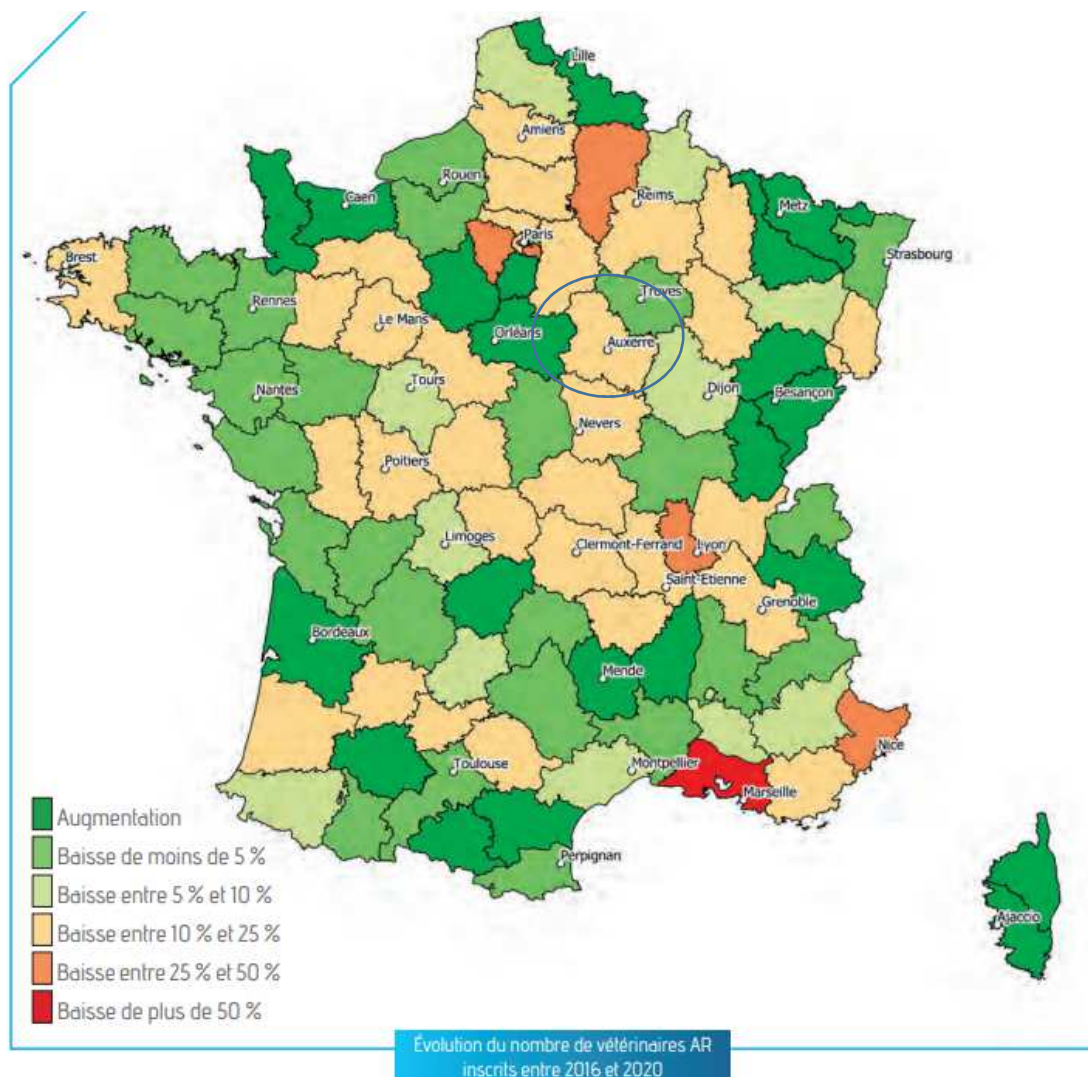 Lille
Amiens
Rouen
Caen
Reims
Metz
Paris
Strasbourg
Brest
Rennes
Troyes
Le Mans
Orléans
Auxerre
Nantes
Tours
Dijon
Besançon
Nevers
Poitiers
Limoges
Clermont-Ferrand
Lyon
Saint-Etienne
Grenoble
Bordeaux
Mende
Nice
Toulouse
Montpellier
Marseille
Perpignan
Ajaccio
Augmentation
Baisse de moins de 5 %
Baisse entre 5 % et 10 %
Baisse entre 10 % et 25 %
Baisse entre 25 % et 50 %
Baisse de plus de 50 %
Évolution du nombre de vétérinaires AR
inscrits entre 2016 et 2020